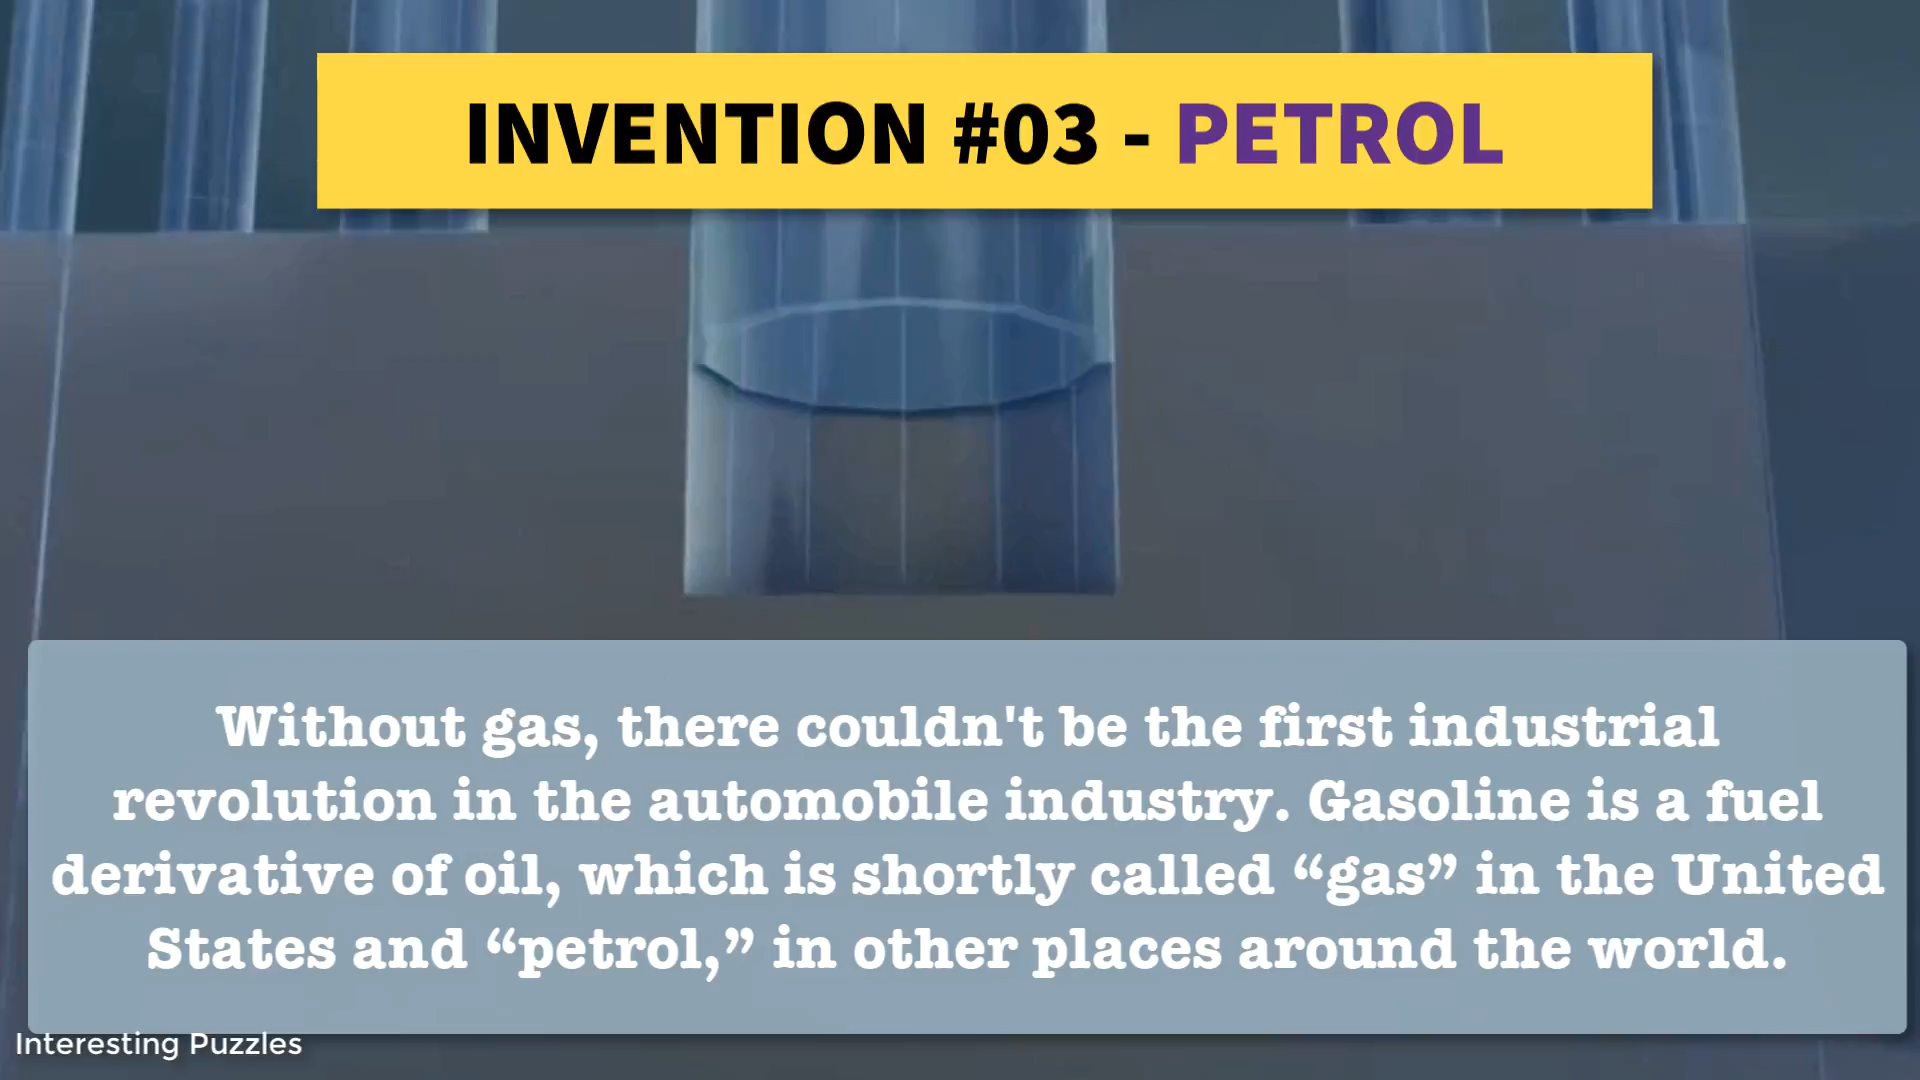 INVENTION #03 - PETROL
Without gas, there couldn't be the first industrial
revolution in the automobile industry. Gasoline is a fuel
derivative of oil, which is shortly called “gas” in the United
States and “petrol,” in other places around the world.
Interesting Puzzles